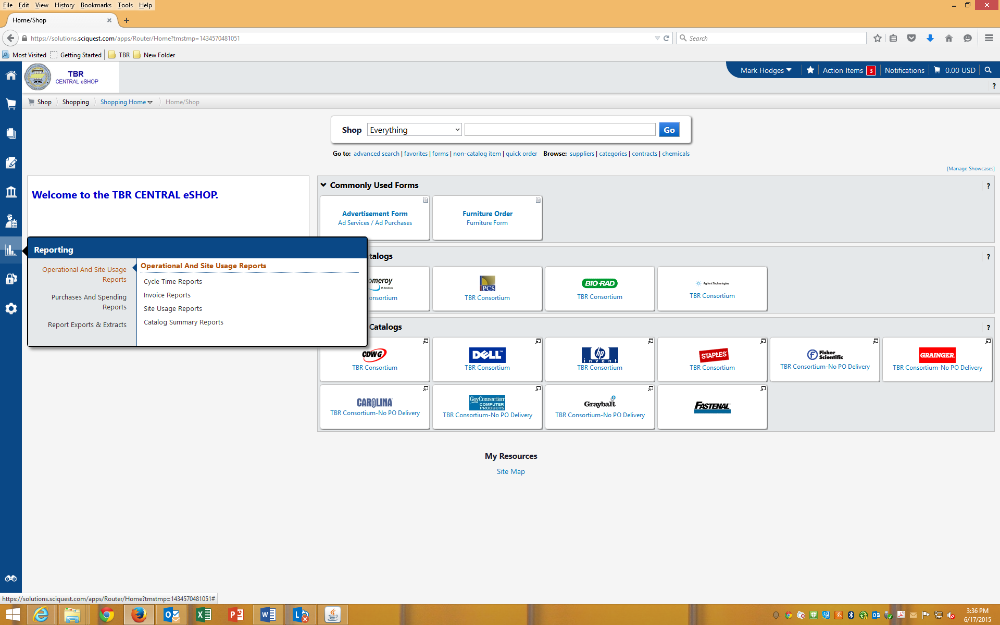 File Edit View History Bookmarks Tools Help
Home/Shop
https://solutions.sciquest.com/apps/Router/Home?tmstmp=1434570481051
Search
Most Visited Getting Started TBR New Folder
TBR
CENTRAL eSHOP
Mark Hodges Action Items 3 Notifications 0.00 USD
?
Shop Shopping Shopping Home Home/Shop
Shop Everything Go
Go to: advanced search | favorites | forms | non-catalog item | quick order Browse: suppliers | categories | contracts | chemicals
[Manage Showcases]
Welcome to the TBR CENTRAL eSHOP.
Commonly Used Forms ?
Advertisement Form
Ad Services / Ad Purchases
Furniture Order
Furniture Form
Reporting
Operational And Site Usage
Reports
Purchases And Spending
Reports
Report Exports & Extracts
Operational And Site Usage Reports
Cycle Time Reports
Invoice Reports
Site Usage Reports
Catalog Summary Reports
talogs ?
omeroy
IT Solutions
onsortium
PCS
TBR Consortium
BIO-RAD
TBR Consortium
Agilent Technologies
TBR Consortium
Catalogs ?
CDWG
TBR Consortium
DELL™
TBR Consortium
hp
invent
TBR Consortium
STAPLES
TBR Consortium
Fisher
Scientific
TBR Consortium-No PO Delivery
GRAINGER
TBR Consortium-No PO Delivery
CAROLINA
TBR Consortium-No PO Delivery
GovConnection
COMPUTER
PRODUCTS
TBR Consortium-No PO Delivery
GraybaR
TBR Consortium-No PO Delivery
FASTENAL
My Resources
Site Map
https://solutions.sciquest.com/apps/Router/Home?tmstmp=1434570481051#
3:36 PM
6/17/2015